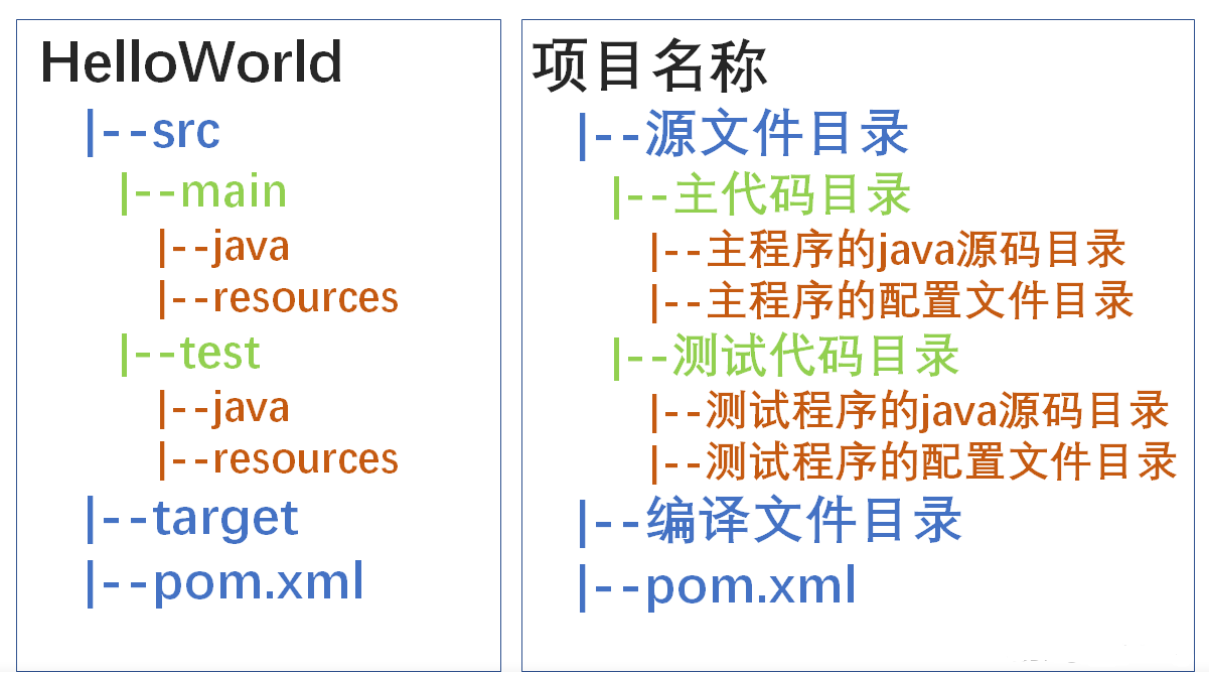 HelloWorld
|--src
|--main
|--java
|--resources
|--test
|--java
|--resources
|--target
|--pom.xml
项目名称
|--源文件目录
|--主代码目录
|--主程序的java源码目录
|--主程序的配置文件目录
|--测试代码目录
|--测试程序的java源码目录
|--测试程序的配置文件目录
|--编译文件目录
|--pom.xml